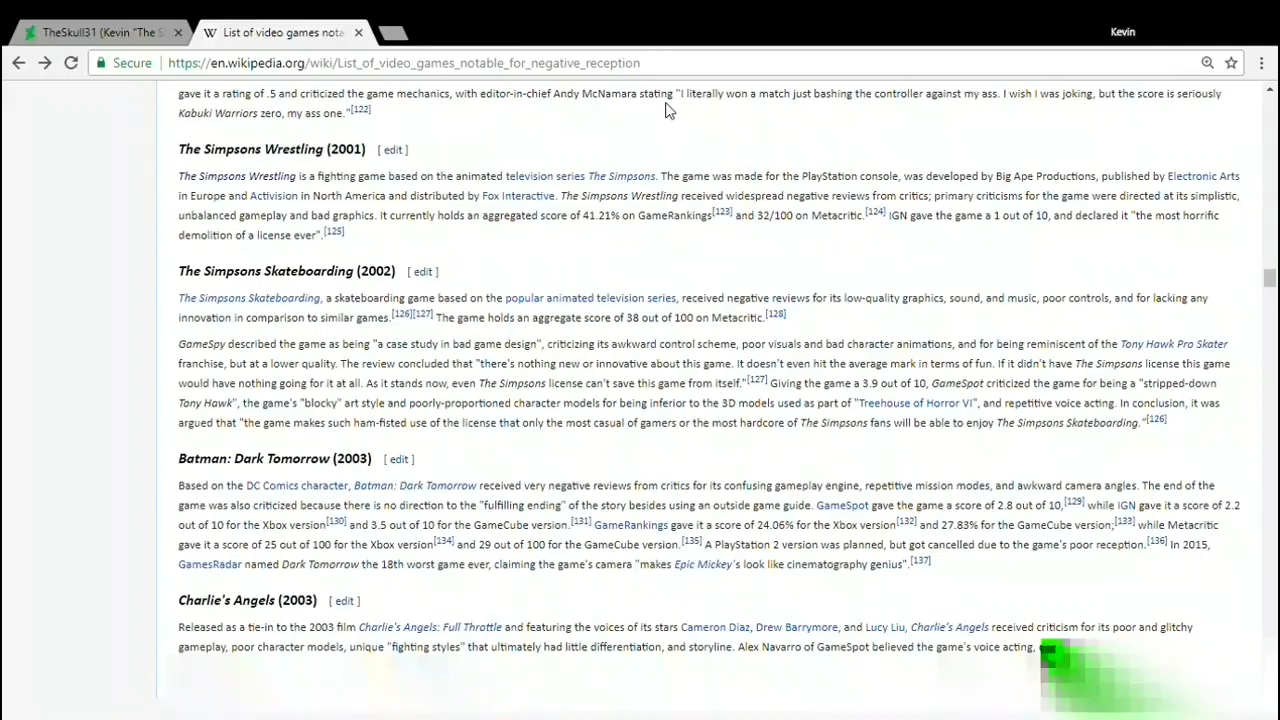 TheSkull31 (Kevin "The S
List of video games nota
Kevin
Secure
https://en.wikipedia.org/wiki/List_of_video_games_notable_for_negative_reception
gave it a rating of .5 and criticized the game mechanics, with editor-in-chief Andy McNamara stating "I literally won a match just bashing the controller against my ass. I wish I was joking, but the score is seriously
Kabuki Warriors zero, my ass one."[122]
The Simpsons Wrestling (2001) [ edit ]
The Simpsons Wrestling is a fighting game based on the animated television series The Simpsons. The game was made for the PlayStation console, was developed by Big Ape Productions, published by Electronic Arts
in Europe and Activision in North America and distributed by Fox Interactive. The Simpsons Wrestling received widespread negative reviews from critics; primary criticisms for the game were directed at its simplistic,
unbalanced gameplay and bad graphics. It currently holds an aggregated score of 41.21% on GameRankings[123] and 32/100 on Metacritic.[124] IGN gave the game a 1 out of 10, and declared it "the most horrific
demolition of a license ever".[125]
The Simpsons Skateboarding (2002) [ edit ]
The Simpsons Skateboarding, a skateboarding game based on the popular animated television series, received negative reviews for its low-quality graphics, sound, and music, poor controls, and for lacking any
innovation in comparison to similar games.[126][127] The game holds an aggregate score of 38 out of 100 on Metacritic.[128]
GameSpy described the game as being "a case study in bad game design", criticizing its awkward control scheme, poor visuals and bad character animations, and for being reminiscent of the Tony Hawk Pro Skater
franchise, but at a lower quality. The review concluded that "there's nothing new or innovative about this game. It doesn't even hit the average mark in terms of fun. If it didn't have The Simpsons license this game
would have nothing going for it at all. As it stands now, even The Simpsons license can't save this game from itself."[127] Giving the game a 3.9 out of 10, GameSpot criticized the game for being a "stripped-down
Tony Hawk", the game's "blocky" art style and poorly-proportioned character models for being inferior to the 3D models used as part of "Treehouse of Horror VI", and repetitive voice acting. In conclusion, it was
argued that "the game makes such ham-fisted use of the license that only the most casual of gamers or the most hardcore of The Simpsons fans will be able to enjoy The Simpsons Skateboarding."[126]
Batman: Dark Tomorrow (2003) [ edit ]
Based on the DC Comics character, Batman: Dark Tomorrow received very negative reviews from critics for its confusing gameplay engine, repetitive mission modes, and awkward camera angles. The end of the
game was also criticized because there is no direction to the "fulfilling ending" of the story besides using an outside game guide. GameSpot gave the game a score of 2.8 out of 10,[129] while IGN gave it a score of 2.2
out of 10 for the Xbox version[130] and 3.5 out of 10 for the GameCube version.[131] GameRankings gave it a score of 24.06% for the Xbox version[132] and 27.83% for the GameCube version;[133] while Metacritic
gave it a score of 25 out of 100 for the Xbox version[134] and 29 out of 100 for the GameCube version.[135] A PlayStation 2 version was planned, but got cancelled due to the game's poor reception.[136] In 2015,
GamesRadar named Dark Tomorrow the 18th worst game ever, claiming the game's camera "makes Epic Mickey's look like cinematography genius".[137]
Charlie's Angels (2003) [ edit ]
Released as a tie-in to the 2003 film Charlie's Angels: Full Throttle and featuring the voices of its stars Cameron Diaz, Drew Barrymore, and Lucy Liu, Charlie's Angels received criticism for its poor and glitchy
gameplay, poor character models, unique "fighting styles" that ultimately had little differentiation, and storyline. Alex Navarro of GameSpot believed the game's voice acting,